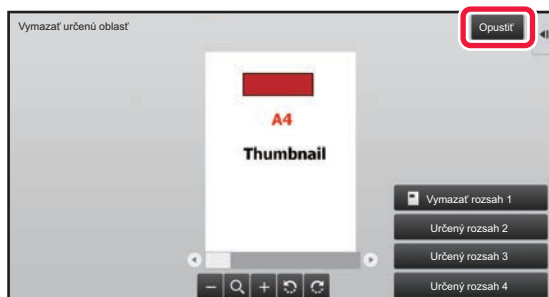 Vymazať určenú oblasť
Opustiť
A4
Thumbnail
Vymazať rozsah 1
Určený rozsah 2
Určený rozsah 3
Určený rozsah 4